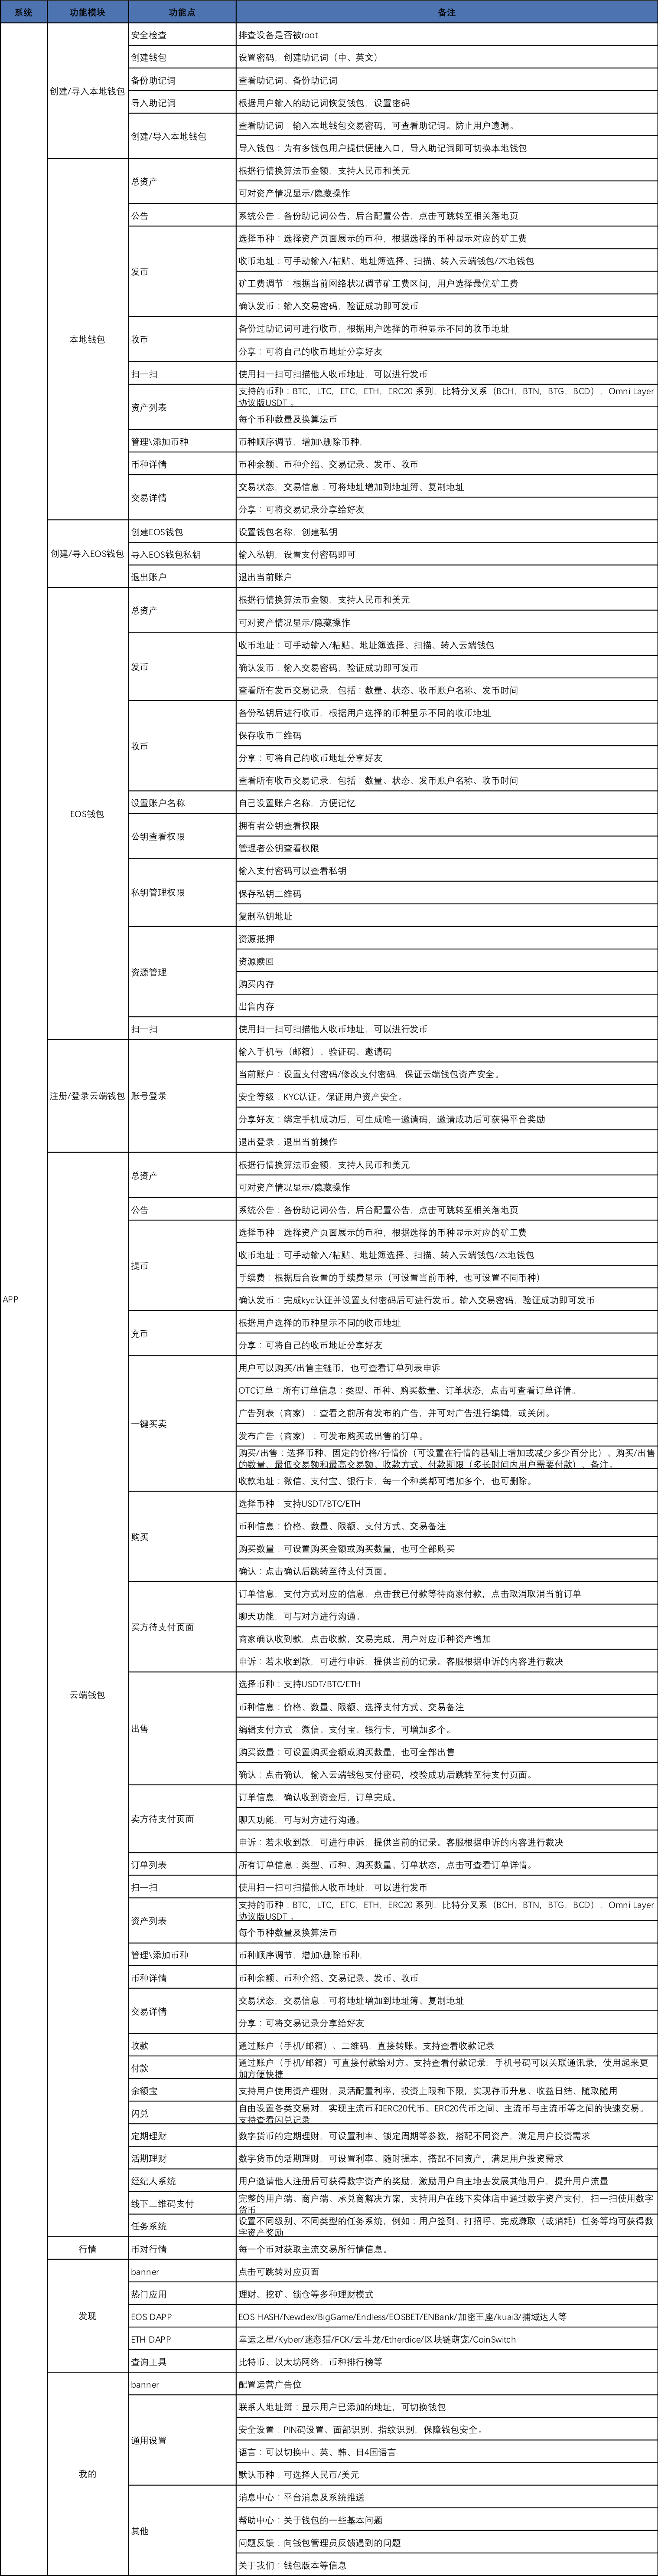 系统 功能模块 功能点 备注
APP
创建/导入本地钱包
安全检查 排查设备是否被root
创建钱包 设置密码，创建助记词（中、英文）
备份助记词 查看助记词、备份助记词
导入助记词 根据用户输入的助记词恢复钱包，设置密码
创建/导入本地钱包 查看助记词：输入本地钱包交易密码，可查看助记词。防止用户遗漏。
导入钱包：为有多钱包用户提供便捷入口，导入助记词即可切换本地钱包
本地钱包
总资产 根据行情换算法币金额，支持人民币和美元
可对资产情况显示/隐藏操作
公告 系统公告：备份助记词公告，后台配置公告，点击可跳转至相关落地页
发币 选择币种：选择资产页面展示的币种，根据选择的币种显示对应的矿工费
收币地址：可手动输入/粘贴、地址簿选择、扫描、转入云端钱包/本地钱包
矿工费调节：根据当前网络状况调节矿工费区间，用户选择最优矿工费
确认发币：输入交易密码，验证成功即可发币
收币 备份过助记词可进行收币，根据用户选择的币种显示不同的收币地址
分享：可将自己的收币地址分享好友
扫一扫 使用扫一扫可扫描他人收币地址，可以进行发币
资产列表 支持的币种：BTC，LTC，ETC，ETH，ERC20 系列，比特分叉系（BCH，BTN，BTG，BCD），Omni Layer
协议版USDT 。
每个币种数量及换算法币
管理\添加币种 币种顺序调节，增加\删除币种，
币种详情 币种余额、币种介绍、交易记录、发币、收币
交易详情 交易状态，交易信息：可将地址增加到地址簿、复制地址
分享：可将交易记录分享给好友
创建/导入EOS钱包
创建EOS钱包 设置钱包名称，创建私钥
导入EOS钱包私钥 输入私钥，设置支付密码即可
退出账户 退出当前账户
EOS钱包
总资产 根据行情换算法币金额，支持人民币和美元
可对资产情况显示/隐藏操作
发币 收币地址：可手动输入/粘贴、地址簿选择、扫描、转入云端钱包
确认发币：输入交易密码，验证成功即可发币
查看所有发币交易记录，包括：数量、状态、收币账户名称、发币时间
收币 备份私钥后进行收币，根据用户选择的币种显示不同的收币地址
保存收币二维码
分享：可将自己的收币地址分享好友
查看所有收币交易记录，包括：数量、状态、发币账户名称、收币时间
设置账户名称 自己设置账户名称，方便记忆
公钥查看权限 拥有者公钥查看权限
管理者公钥查看权限
私钥管理权限 输入支付密码可以查看私钥
保存私钥二维码
复制私钥地址
资源管理 资源抵押
资源赎回
购买内存
出售内存
扫一扫 使用扫一扫可扫描他人收币地址，可以进行发币
注册/登录云端钱包
账号登录 输入手机号（邮箱）、验证码、邀请码
当前账户：设置支付密码/修改支付密码，保证云端钱包资产安全。
安全等级：KYC认证。保证用户资产安全。
分享好友：绑定手机成功后，可生成唯一邀请码，邀请成功后可获得平台奖励
退出登录：退出当前操作
云端钱包
总资产 根据行情换算法币金额，支持人民币和美元
可对资产情况显示/隐藏操作
公告 系统公告：备份助记词公告，后台配置公告，点击可跳转至相关落地页
提币 选择币种：选择资产页面展示的币种，根据选择的币种显示对应的矿工费
收币地址：可手动输入/粘贴、地址簿选择、扫描、转入云端钱包/本地钱包
手续费：根据后台设置的手续费显示（可设置当前币种，也可设置不同币种）
确认发币：完成kyc认证并设置支付密码后可进行发币。输入交易密码，验证成功即可发币
充币 根据用户选择的币种显示不同的收币地址
分享：可将自己的收币地址分享好友
一键买卖 用户可以购买/出售主链币，也可查看订单列表申诉
OTC订单：所有订单信息：类型、币种、购买数量、订单状态，点击可查看订单详情。
广告列表（商家）：查看之前所有发布的广告，并可对广告进行编辑，或关闭。
发布广告（商家）：可发布购买或出售的订单。
购买/出售：选择币种、固定的价格/行情价（可设置在行情的基础上增加或减少多少百分比）、购买/出售
的数量、最低交易额和最高交易额、收款方式、付款期限（多长时间内用户需要付款）、备注。
收款地址：微信、支付宝、银行卡，每一个种类都可增加多个，也可删除。
购买 选择币种：支持USDT/BTC/ETH
币种信息：价格、数量、限额、支付方式、交易备注
购买数量：可设置购买金额或购买数量，也可全部购买
确认：点击确认后跳转至待支付页面。
买方待支付页面 订单信息，支付方式对应的信息，点击我已付款等待商家付款，点击取消取消当前订单
聊天功能，可与对方进行沟通。
商家确认收到款，点击收款，交易完成，用户对应币种资产增加
申诉：若未收到款，可进行申诉，提供当前的记录。客服根据申诉的内容进行裁决
出售 选择币种：支持USDT/BTC/ETH
币种信息：价格、数量、限额、选择支付方式、交易备注
编辑支付方式：微信、支付宝、银行卡，可增加多个。
购买数量：可设置购买金额或购买数量，也可全部出售
确认：点击确认，输入云端钱包支付密码，校验成功后跳转至待支付页面。
卖方待支付页面 订单信息，确认收到资金后，订单完成。
聊天功能，可与对方进行沟通。
申诉：若未收到款，可进行申诉，提供当前的记录。客服根据申诉的内容进行裁决
订单列表 所有订单信息：类型、币种、购买数量、订单状态，点击可查看订单详情。
扫一扫 使用扫一扫可扫描他人收币地址，可以进行发币
资产列表 支持的币种：BTC，LTC，ETC，ETH，ERC20 系列，比特分叉系（BCH，BTN，BTG，BCD），Omni Layer
协议版USDT 。
每个币种数量及换算法币
管理\添加币种 币种顺序调节，增加\删除币种，
币种详情 币种余额、币种介绍、交易记录、发币、收币
交易详情 交易状态，交易信息：可将地址增加到地址簿、复制地址
分享：可将交易记录分享给好友
收款 通过账户（手机/邮箱）、二维码，直接转账。支持查看收款记录
付款 通过账户（手机/邮箱）可直接付款给对方。支持查看付款记录，手机号码可以关联通讯录，使用起来更
加方便快捷
余额宝 支持用户使用资产理财，灵活配置利率，投资上限和下限，实现存币升息、收益日结、随取随用
闪兑 自由设置各类交易对，实现主流币和ERC20代币、ERC20代币之间、主流币与主流币等之间的快速交易。
支持查看闪兑记录
定期理财 数字货币的定期理财，可设置利率、锁定周期等参数，搭配不同资产，满足用户投资需求
活期理财 数字货币的活期理财，可设置利率、随时提本，搭配不同资产，满足用户投资需求
经纪人系统 用户邀请他人注册后可获得数字资产的奖励，激励用户自主地去发展其他用户，提升用户流量
线下二维码支付 完整的用户端、商户端、承兑商解决方案，支持用户在线下实体店中通过数字资产支付，扫一扫使用数字
货币
任务系统 设置不同级别、不同类型的任务系统，例如：用户签到、打招呼、完成赚取（或消耗）任务等均可获得数
字资产奖励
行情
币对行情 每一个币对获取主流交易所行情信息。
发现
banner 点击可跳转对应页面
热门应用 理财、挖矿、锁仓等多种理财模式
EOS DAPP EOS HASH/Newdex/BigGame/Endless/EOSBET/ENBank/加密王座/kuai3/捕域达人等
ETH DAPP 幸运之星/Kyber/迷恋猫/FCK/云斗龙/Etherdice/区块链萌宠/CoinSwitch
查询工具 比特币、以太坊网络，币种排行榜等
我的
banner 配置运营广告位
通用设置 联系人地址簿：显示用户已添加的地址，可切换钱包
安全设置：PIN码设置、面部识别、指纹识别，保障钱包安全。
语言：可以切换中、英、韩、日4国语言
默认币种：可选择人民币/美元
其他 消息中心：平台消息及系统推送
帮助中心：关于钱包的一些基本问题
问题反馈：向钱包管理员反馈遇到的问题
关于我们：钱包版本等信息